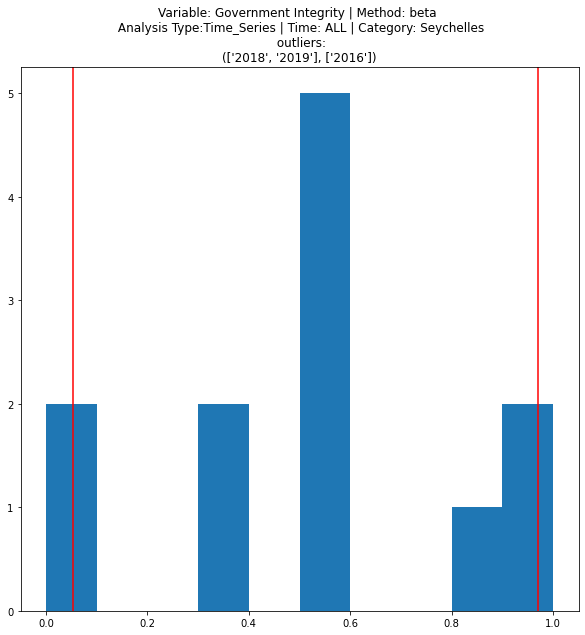 Variable: Government Integrity | Method: beta
Analysis Type:Time_Series | Time: ALL | Category: Seychelles
outliers:
(['2018', '2019'], ['2016'])
5
4
3
2
1
0
0.0 0.2 0.4 0.6 0.8 1.0